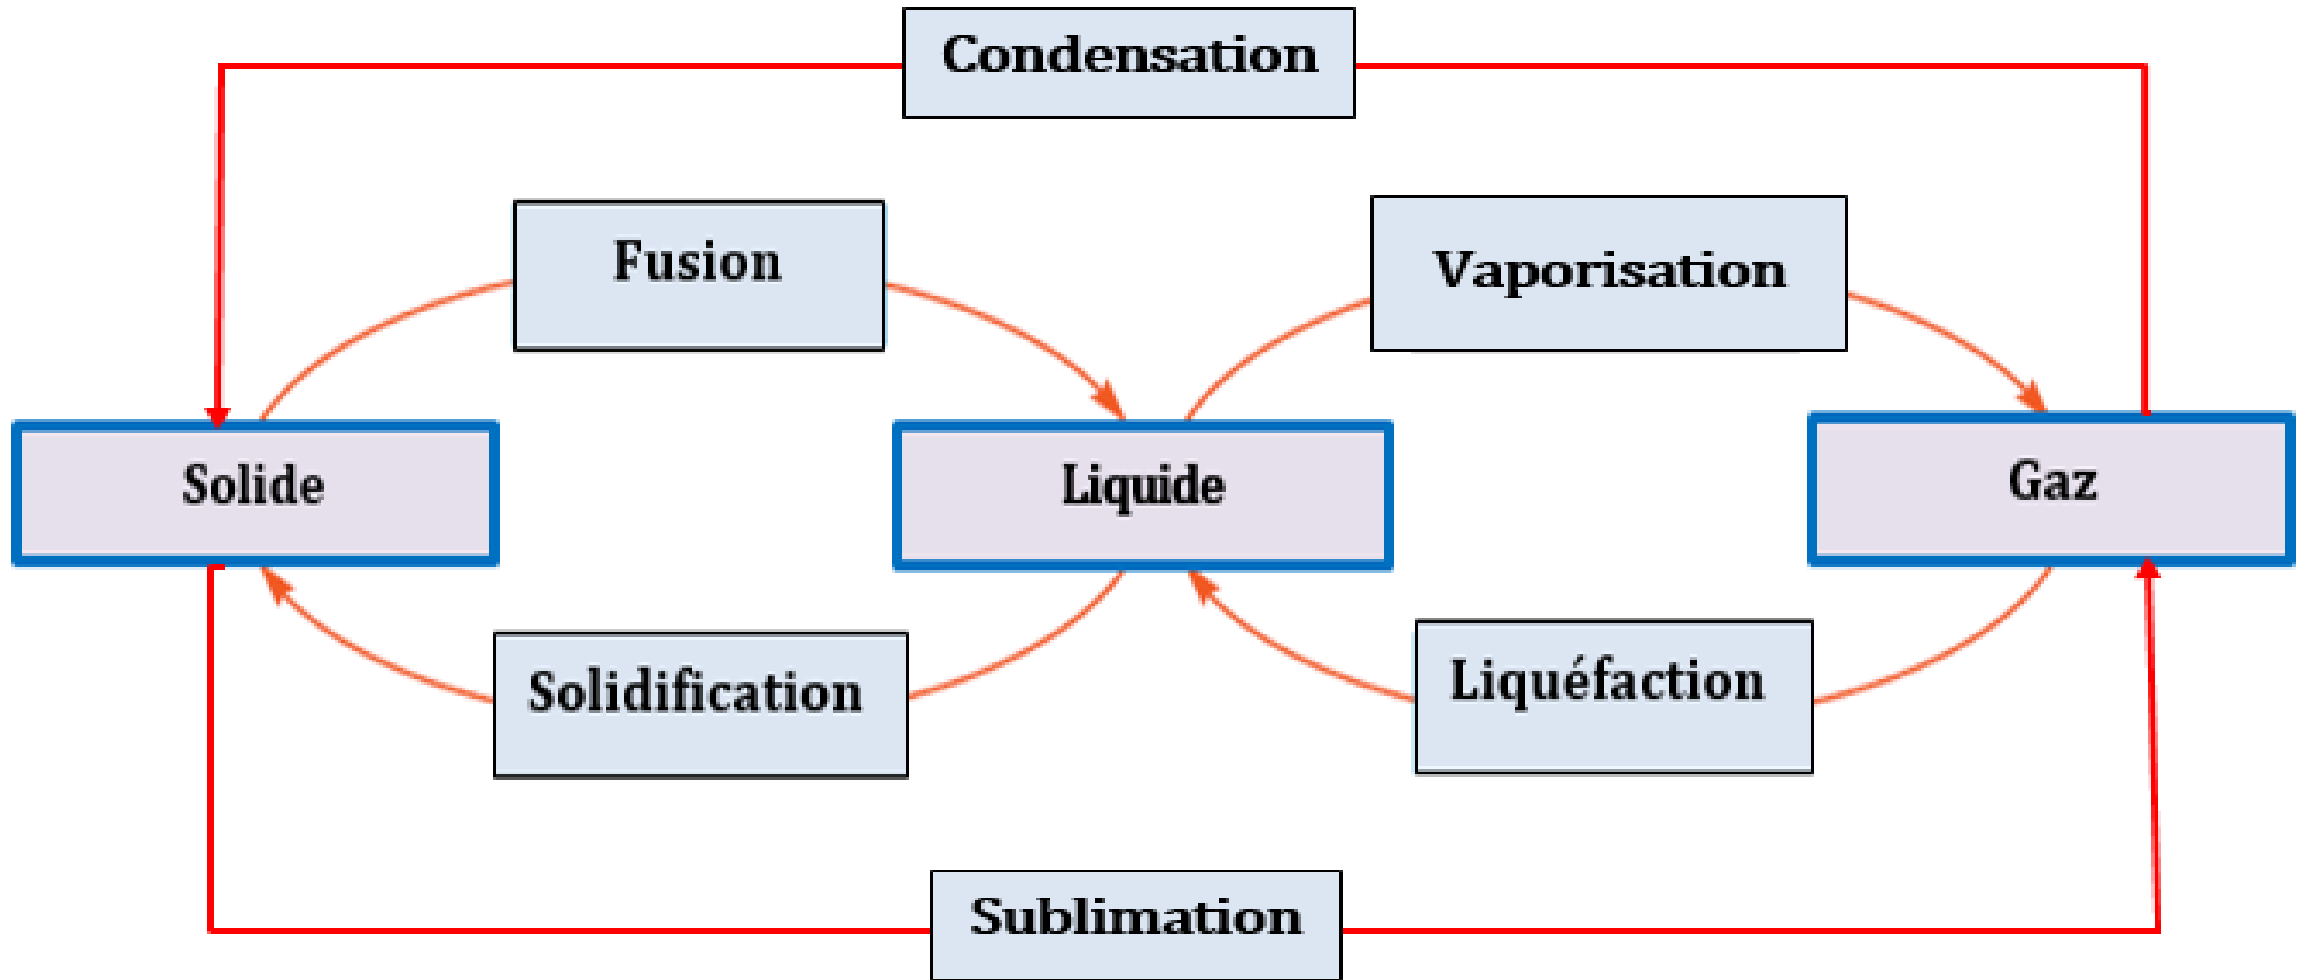 Condensation
Fusion
Vaporisation
Solide
Liquide
Gaz
Solidification
Liquéfaction
Sublimation